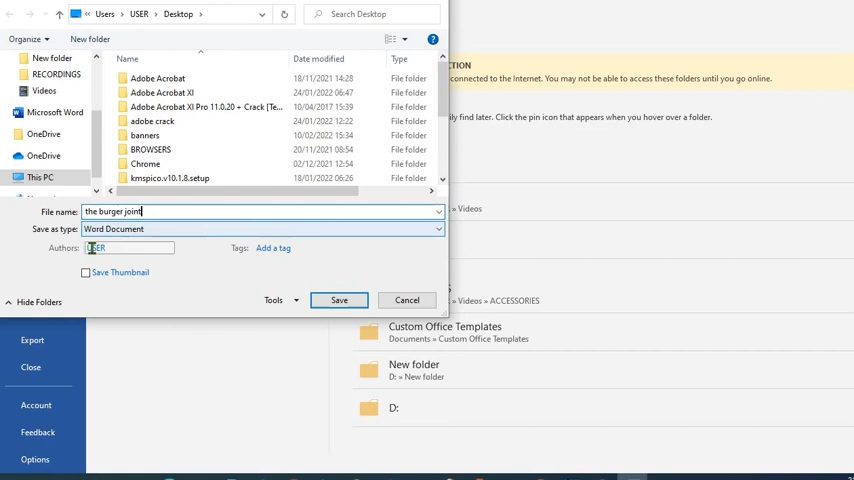 Users > USER > Desktop >
Search Desktop
Organize
New folder
Name
Date modified
Type
New folder
RECORDINGS
Videos
Microsoft Word
OneDrive
OneDrive
This PC
Adobe Acrobat 18/11/2021 14:28 File folder
Adobe Acrobat XI 24/01/2022 06:47 File folder
Adobe Acrobat XI Pro 11.0.20 + Crack [Te... 10/04/2017 15:39 File folder
adobe crack 24/01/2022 12:22 File folder
banners 10/02/2022 15:34 File folder
BROWSERS 20/11/2021 08:54 File folder
Chrome 02/12/2021 12:54 File folder
kmspico.v10.1.8.setup 18/01/2022 06:36 File folder
File name: the burger joint
Save as type: Word Document
Authors: USER
Tags: Add a tag
Save Thumbnail
Hide Folders
Tools
Save
Cancel
CTION
connected to the Internet. You may not be able to access these folders until you go online.
ily find later. Click the pin icon that appears when you hover over a folder.
» Videos
S
» Videos » ACCESSORIES
Custom Office Templates
Documents » Custom Office Templates
New folder
D: » New folder
D:
Export
Close
Account
Feedback
Options